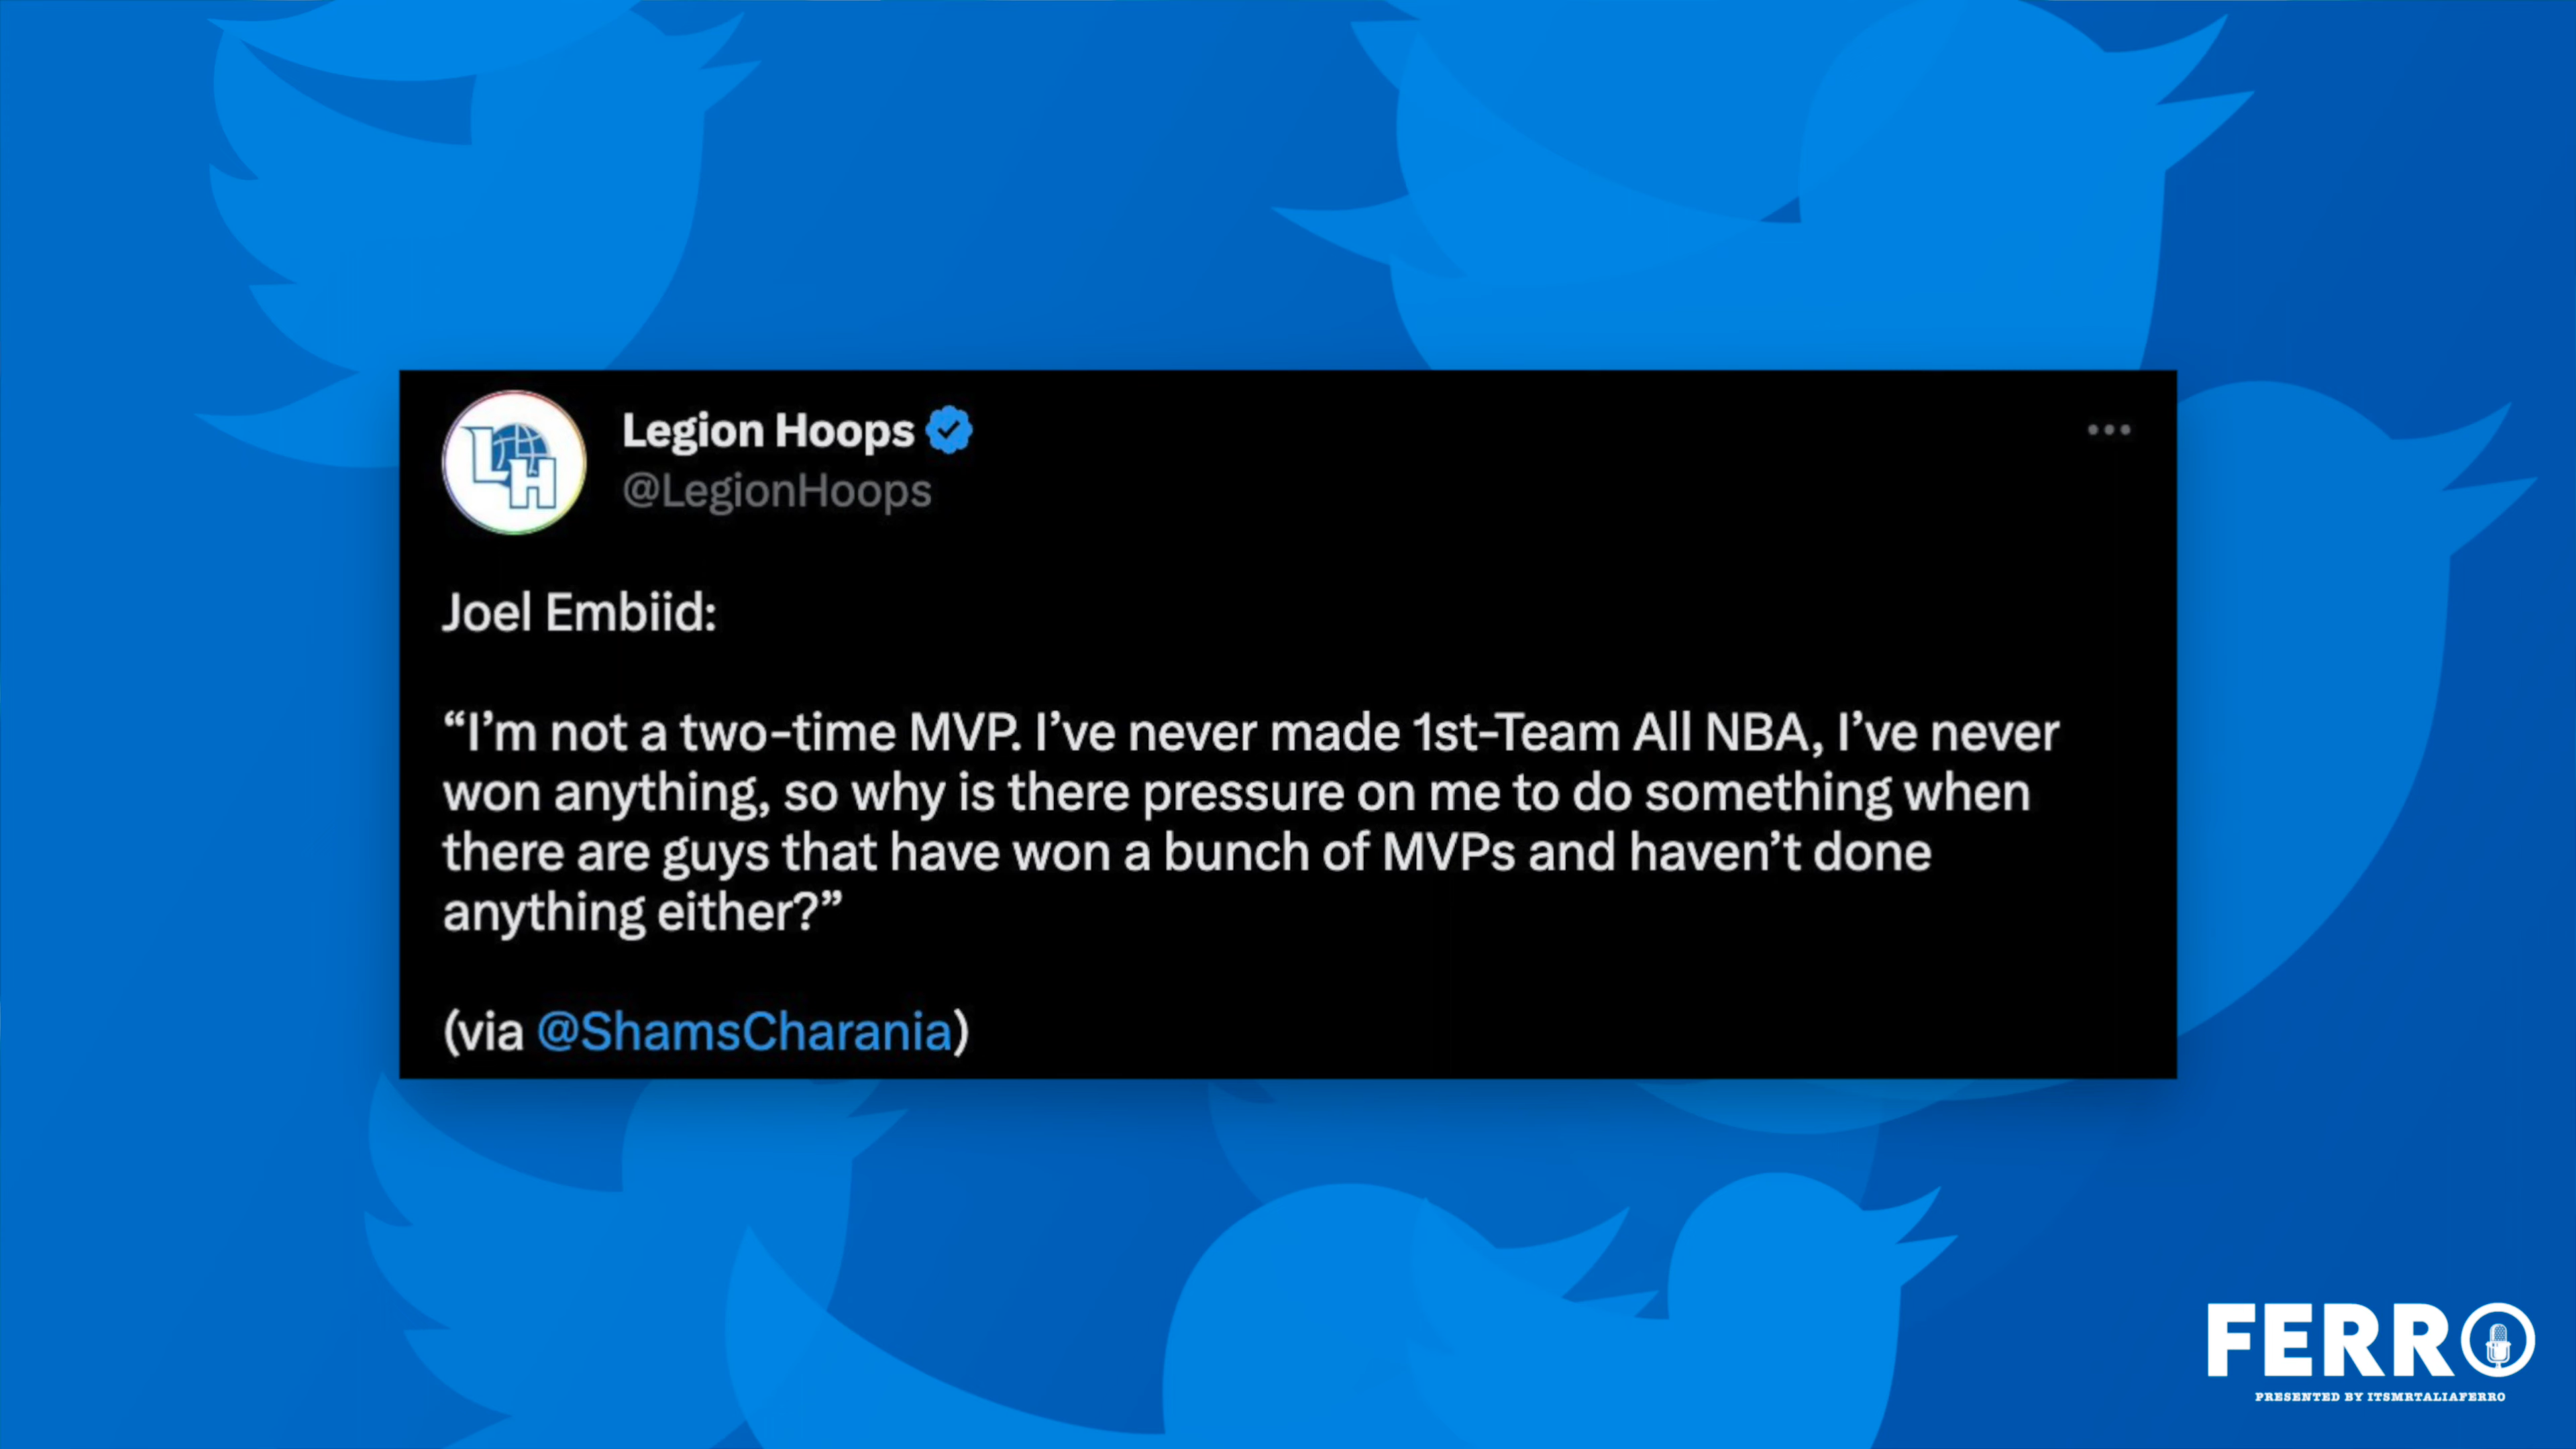 Legion Hoops
@LegionHoops
Joel Embiid:
“I’m not a two-time MVP. I’ve never made 1st-Team All NBA, I’ve never
won anything, so why is there pressure on me to do something when
there are guys that have won a bunch of MVPs and haven’t done
anything either?”
(via @ShamsCharania)
LH
FERRO
PRESENTED BY ITSMRTALIAFERRO